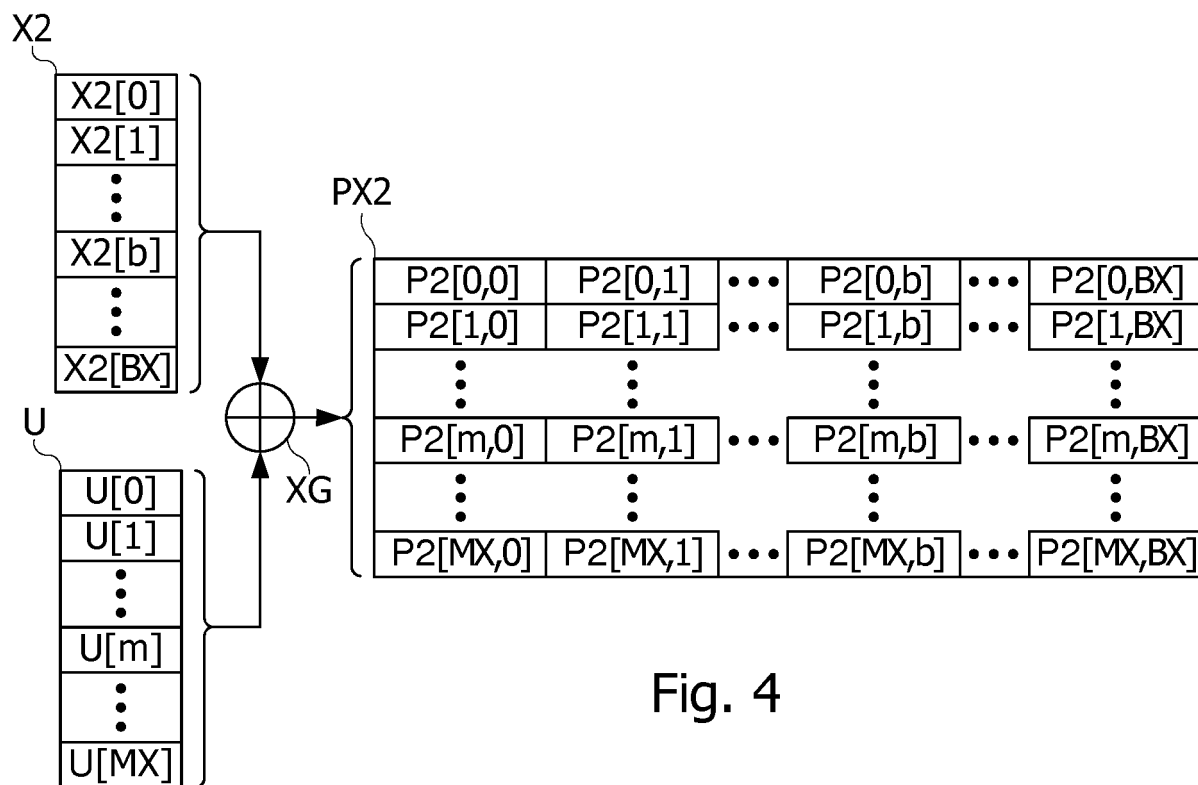 X2
X2[0]
X2[1]
X2[b]
X2[BX]
U
U[0]
U[1]
U[m]
U[MX]
XG
PX2
P2[0,0] P2[0,1] P2[0,b] P2[0,BX]
P2[1,0] P2[1,1] P2[1,b] P2[1,BX]
P2[m,0] P2[m,1] P2[m,b] P2[m,BX]
P2[MX,0] P2[MX,1] P2[MX,b] P2[MX,BX]
Fig. 4